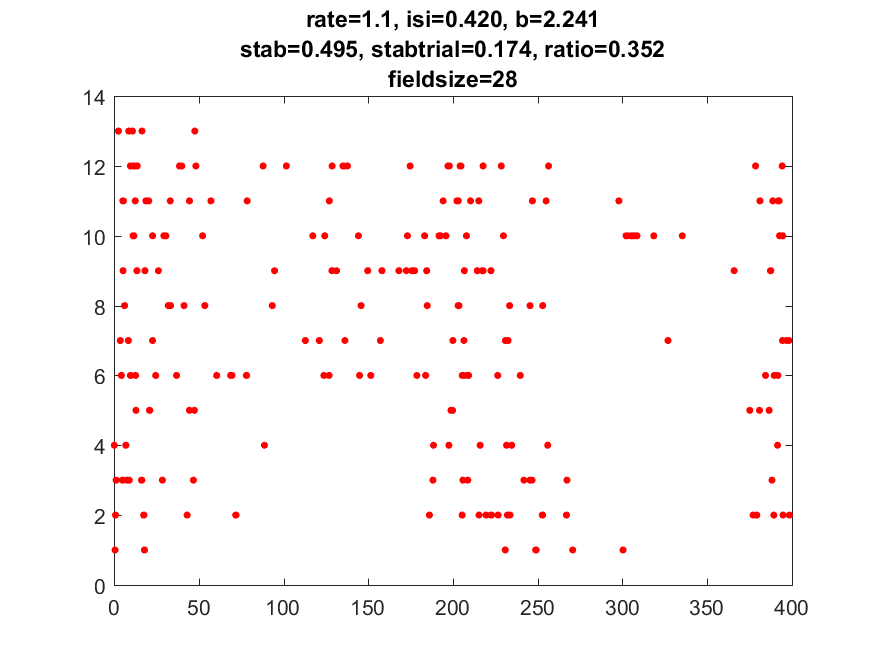 rate=1.1, isi=0.420, b=2.241
stab=0.495, stabtrial=0.174, ratio=0.352
fieldsize=28
14
12
10
8
6
4
2
0
0 50 100 150 200 250 300 350 400